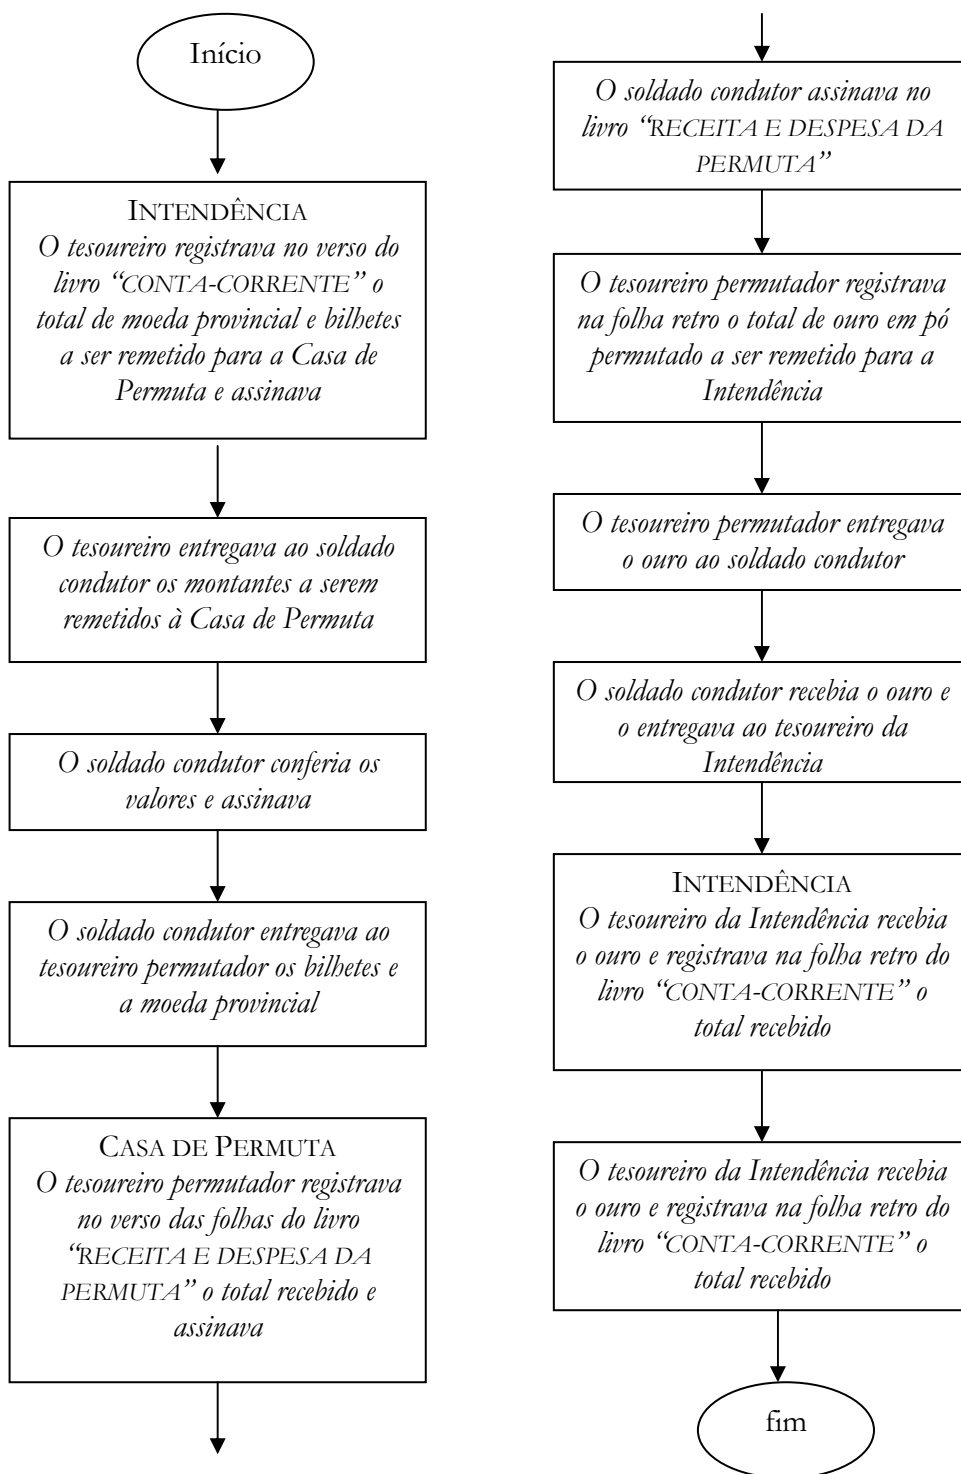 Início
INTENDÊNCIA
O tesoureiro registrava no verso do
livro “CONTA-CORRENTE” o
total de moeda provincial e bilhetes
a ser remetido para a Casa de
Permuta e assinava
O tesoureiro entregava ao soldado
condutor os montantes a serem
remetidos à Casa de Permuta
O soldado condutor conferia os
valores e assinava
O soldado condutor entregava ao
tesoureiro permutador os bilhetes e
a moeda provincial
CASA DE PERMUTA
O tesoureiro permutador registrava
no verso das folhas do livro
“RECEITA E DESPESA DA
PERMUTA” o total recebido e
assinava
O soldado condutor assinava no
livro “RECEITA E DESPESA DA
PERMUTA”
O tesoureiro permutador registrava
na folha retro o total de ouro em pó
permutado a ser remetido para a
Intendência
O tesoureiro permutador entregava
o ouro ao soldado condutor
O soldado condutor recebia o ouro e
o entregava ao tesoureiro da
Intendência
INTENDÊNCIA
O tesoureiro da Intendência recebia
o ouro e registrava na folha retro do
livro “CONTA-CORRENTE” o
total recebido
O tesoureiro da Intendência recebia
o ouro e registrava na folha retro do
livro “CONTA-CORRENTE” o
total recebido
fim